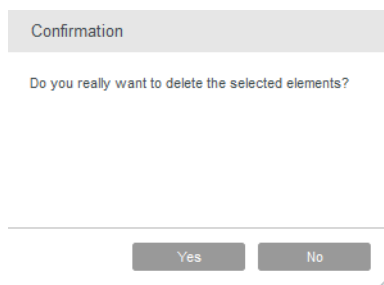 Confirmation
Do you really want to delete the selected elements?
Yes No